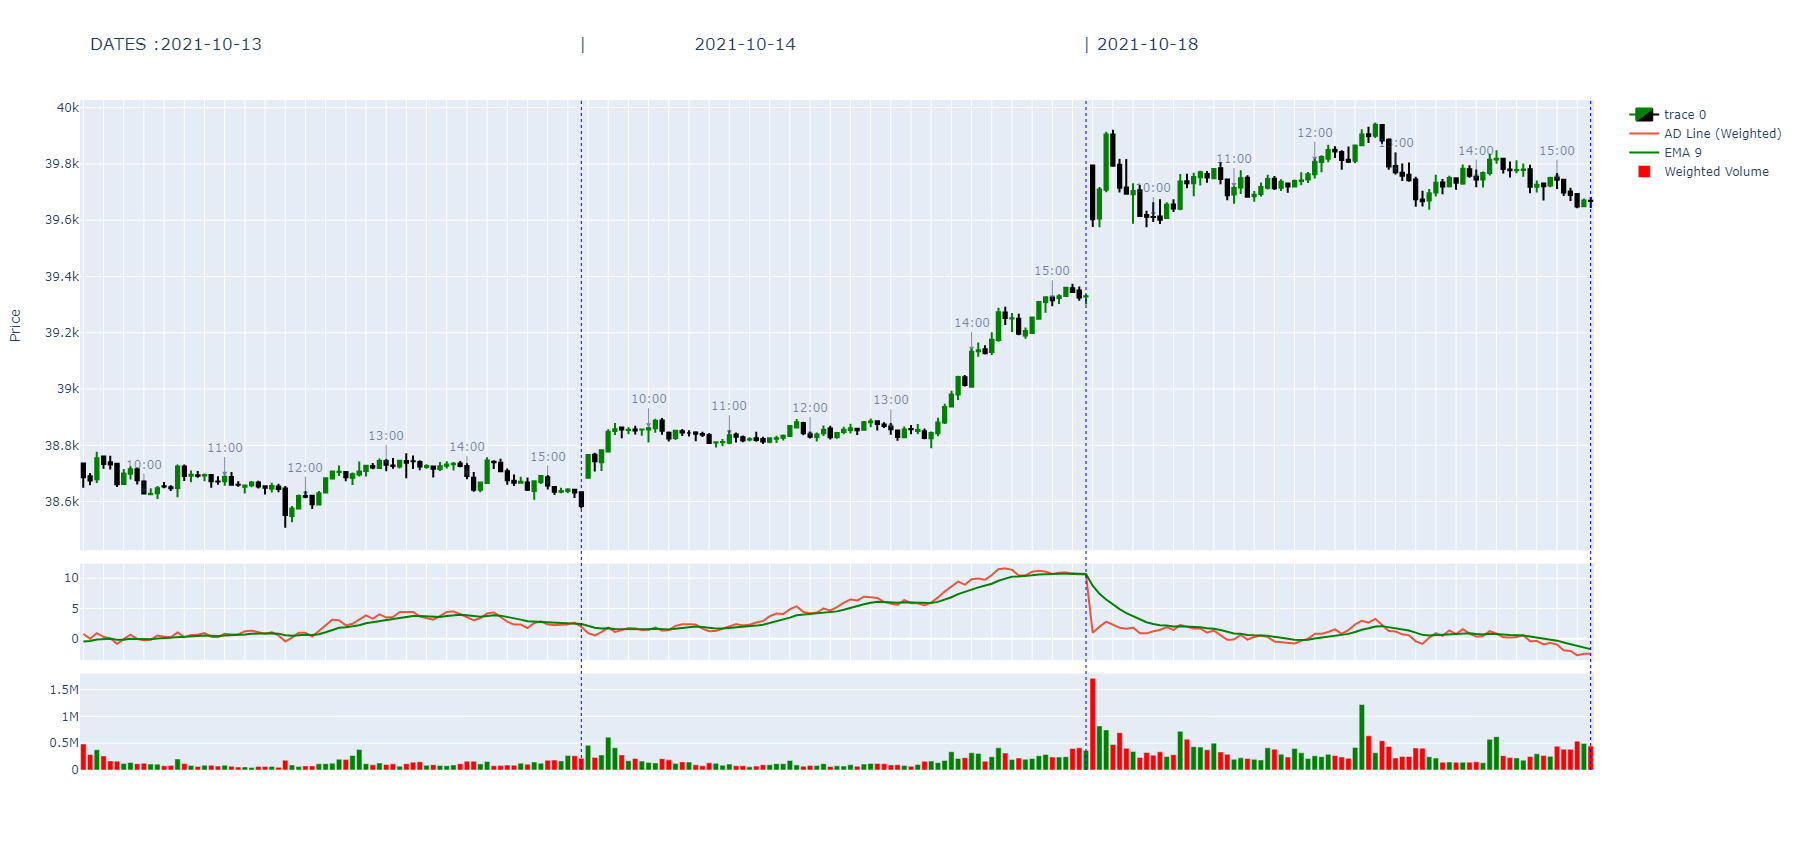 DATES :2021-10-13 | 2021-10-14 | 2021-10-18
40k
39.8k
39.6k
39.4k
39.2k
39k
38.8k
38.6k
Price
10:00
11:00
12:00
13:00
14:00
15:00
10:00
11:00
12:00
13:00
14:00
15:00
10:00
11:00
12:00
13:00
14:00
15:00
trace 0
AD Line (Weighted)
EMA 9
Weighted Volume
10
5
0
1.5M
1M
0.5M
0